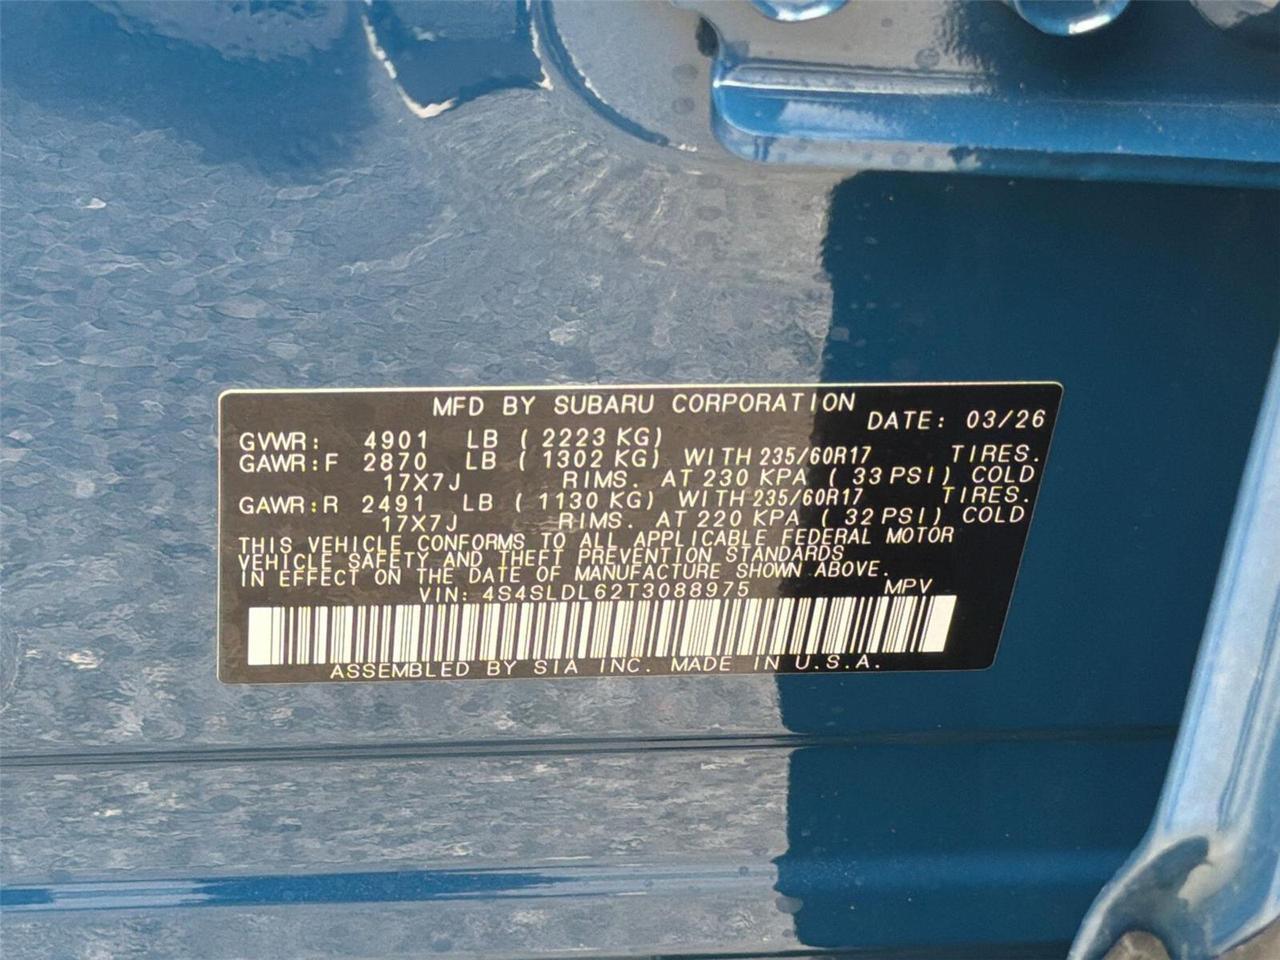 MFD BY SUBARU CORPORATION DATE: 03/26
GVWR: 4901 LB ( 2223 KG)
GAWR:F 2870 LB ( 1302 KG) WITH 235/60R17 TIRES.
17X7J RIMS. AT 230 KPA ( 33 PSI) COLD
GAWR:R 2491 LB ( 1130 KG) WITH 235/60R17 TIRES.
17X7J RIMS. AT 220 KPA ( 32 PSI) COLD
THIS VEHICLE CONFORMS TO ALL APPLICABLE FEDERAL MOTOR
VEHICLE SAFETY AND THEFT PREVENTION STANDARDS
IN EFFECT ON THE DATE OF MANUFACTURE SHOWN ABOVE.
VIN: 4S4SLDL62T3088975 MPV
ASSEMBLED BY SIA INC. MADE IN U.S.A.